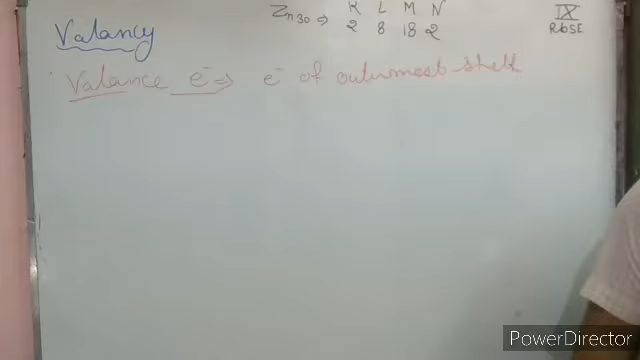 K L M N
Zn30 ⇒ 2 8 18 2
IX
RBSE
Valancy
Valance e⁻ ⇒ e⁻ of outermost shell
PowerDirector